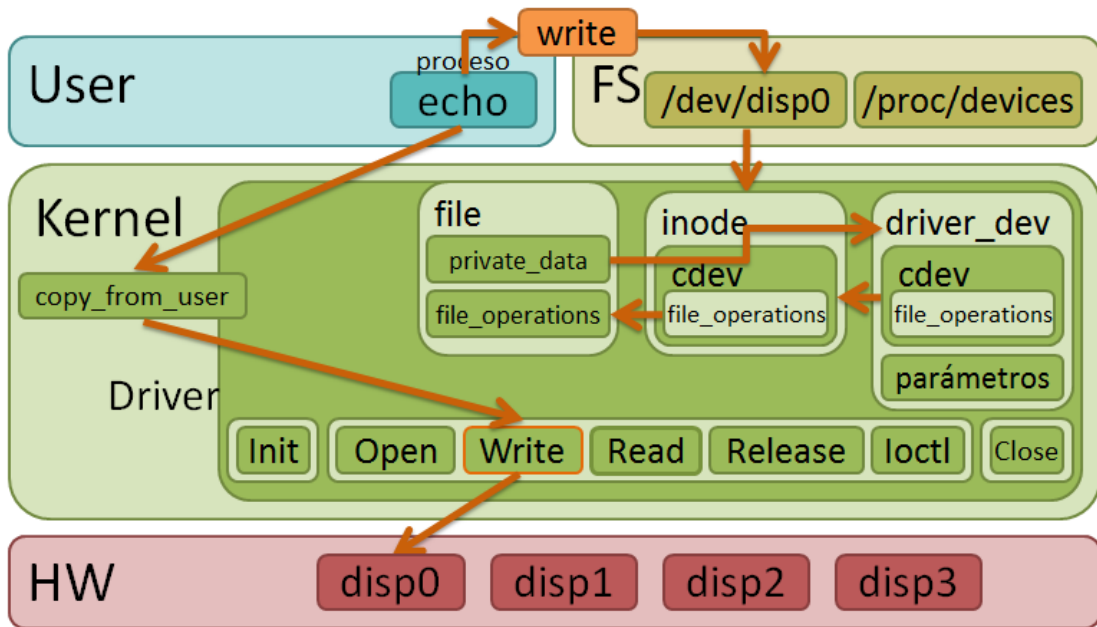 write
User
proceso
echo
FS
/dev/disp0
/proc/devices
Kernel
file
private_data
file_operations
inode
cdev
file_operations
driver_dev
cdev
file_operations
parámetros
copy_from_user
Driver
Init
Open
Write
Read
Release
Ioctl
Close
HW
disp0
disp1
disp2
disp3